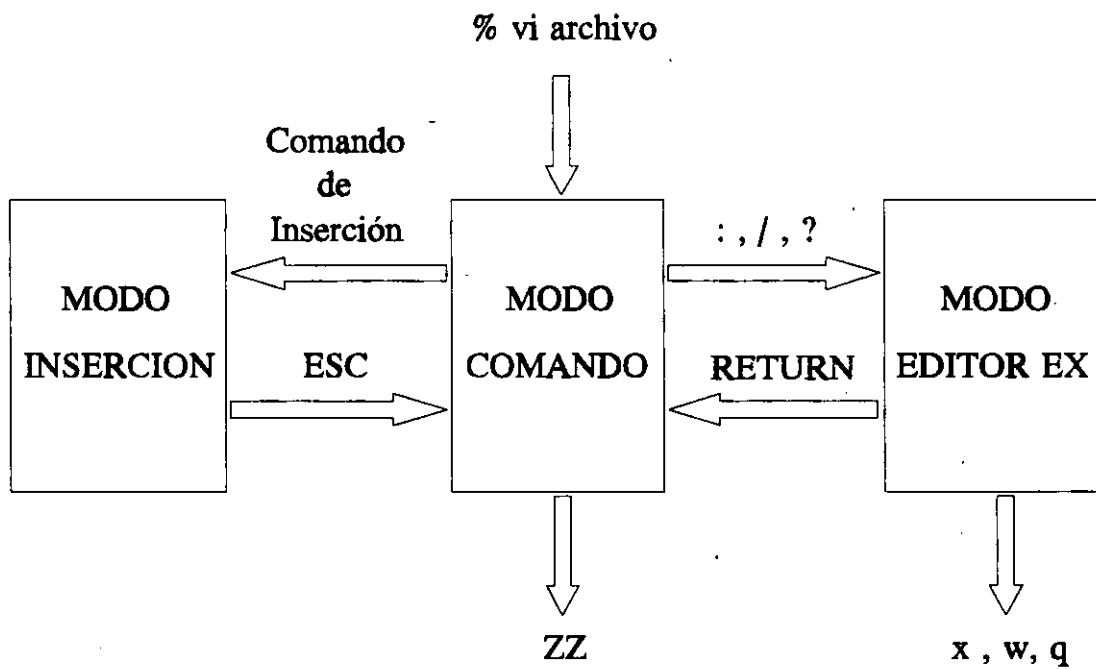 % vi archivo
Comando
de
Inserción
: , / , ?
MODO
INSERCION
MODO
COMANDO
MODO
EDITOR EX
ESC
RETURN
ZZ
x , w, q